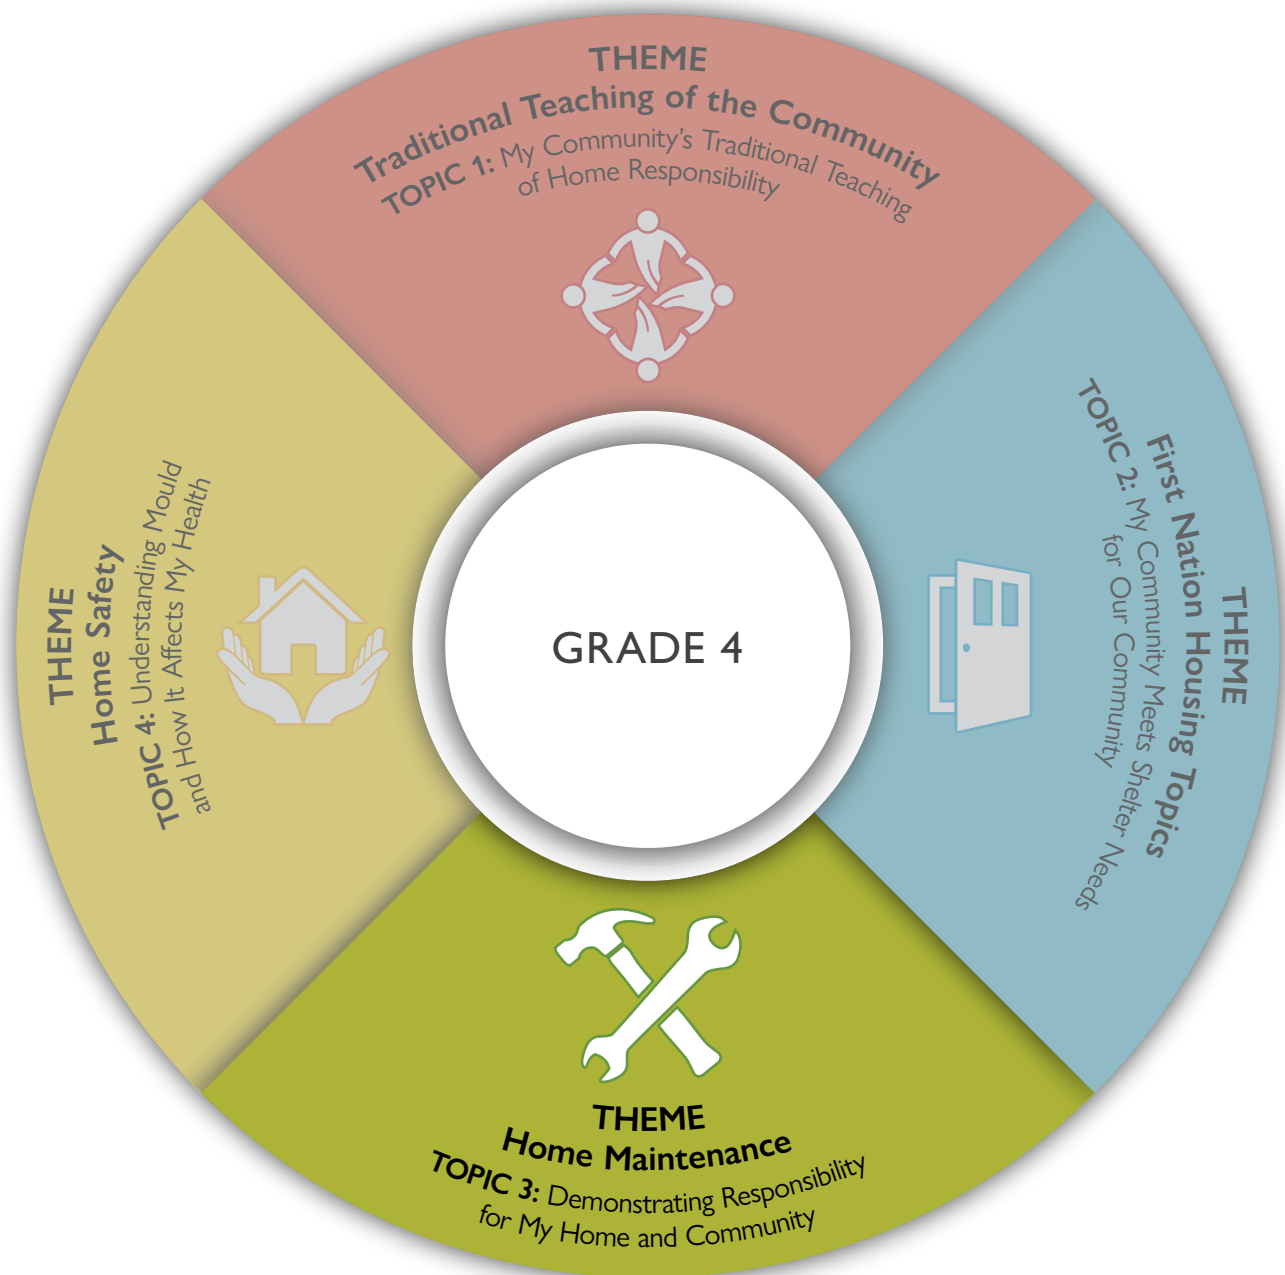 THEME
Traditional Teaching of the Community
TOPIC 1: My Community's Traditional Teaching
of Home Responsibility
THEME
First Nation Housing Topics
TOPIC 2: My Community Meets Shelter Needs
for Our Community
THEME
Home Maintenance
TOPIC 3: Demonstrating Responsibility
for My Home and Community
THEME
Home Safety
TOPIC 4: Understanding Mould
and How It Affects My Health
GRADE 4